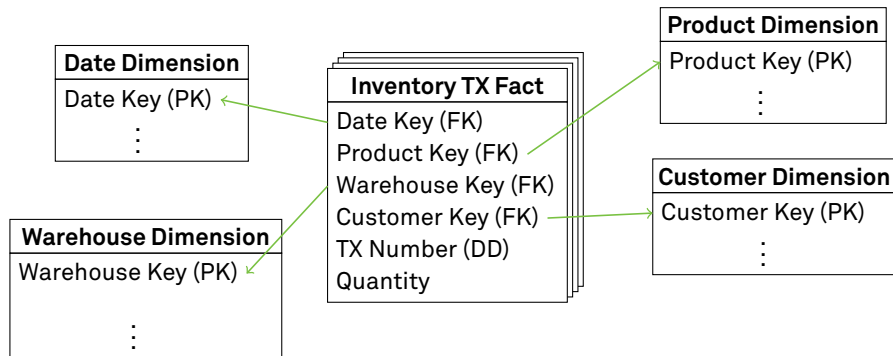 Date Dimension
Date Key (PK)
⋮
Inventory TX Fact
Date Key (FK)
Product Key (FK)
Warehouse Key (FK)
Customer Key (FK)
TX Number (DD)
Quantity
Product Dimension
Product Key (PK)
⋮
Warehouse Dimension
Warehouse Key (PK)
⋮
Customer Dimension
Customer Key (PK)
⋮